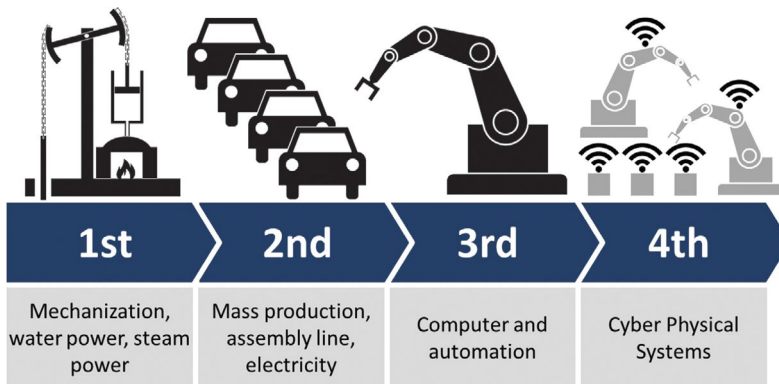 1st
2nd
3rd
4th
Mechanization,
water power, steam
power
Mass production,
assembly line,
electricity
Computer and
automation
Cyber Physical
Systems